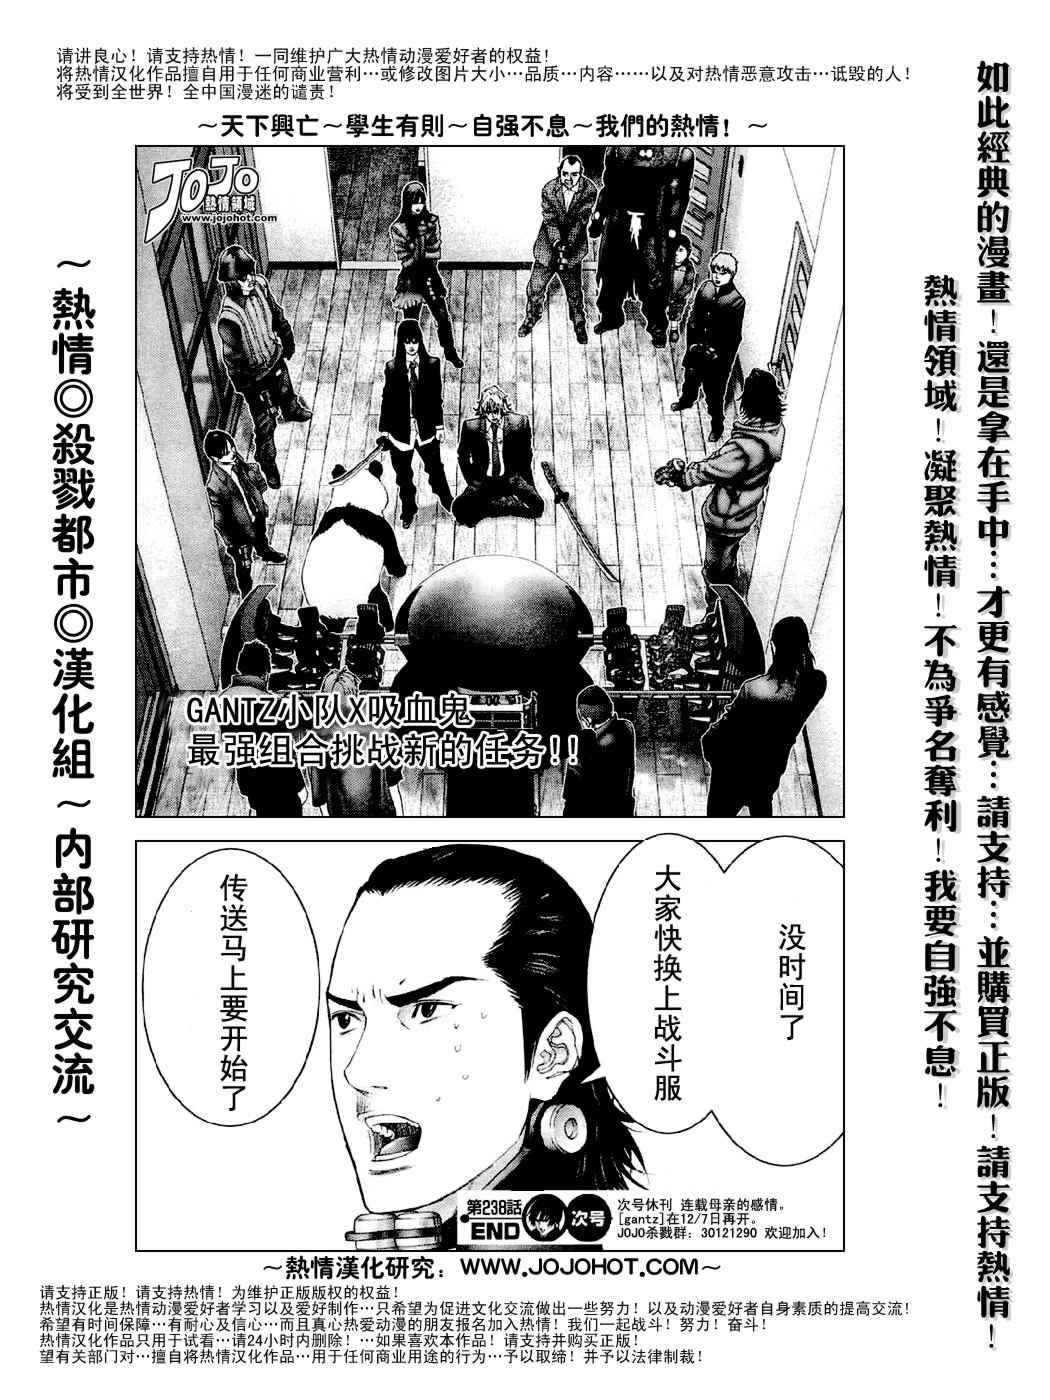 请讲良心！请支持热情！一同维护广大热情动漫爱好者的权益！
将热情汉化作品擅自用于任何商业营利…或修改图片大小…品质…内容……以及对热情恶意攻击…诋毁的人！
将受到全世界！全中国漫迷的谴责！
～天下興亡～學生有則～自强不息～我們的熱情！～
如此經典的漫畫！還是拿在手中…才更有感覺…請支持…並購買正版！請支持熱情！
熱情領域！凝聚熱情！不為爭名奪利！我要自強不息！
～熱情◎殺戮都市◎漢化組～内部研究交流～
JOJO
熱情領域
www.jojohot.com
GANTZ小队X吸血鬼
最强组合挑战新的任务!!
没时间了
大家快换上战斗服
传送马上要开始了
第238話
END
次号
次号休刊 连载母亲的感情。
[gantz]在12/7日再开。
JOJO杀戮群：30121290 欢迎加入！
～熱情漢化研究：WWW.JOJOHOT.COM～
请支持正版！请支持热情！为维护正版版权的权益！
热情汉化是热情动漫爱好者学习以及爱好制作…只希望为促进文化交流做出一些努力！以及动漫爱好者自身素质的提高交流！
希望有时间保障…有耐心及信心…而且真心热爱动漫的朋友报名加入热情！我们一起战斗！努力！奋斗！
热情汉化作品只用于试看…请24小时内删除！…如果喜欢本作品！请支持并购买正版！
望有关部门对…擅自将热情汉化作品…用于任何商业用途的行为…予以取缔！并予以法律制裁！